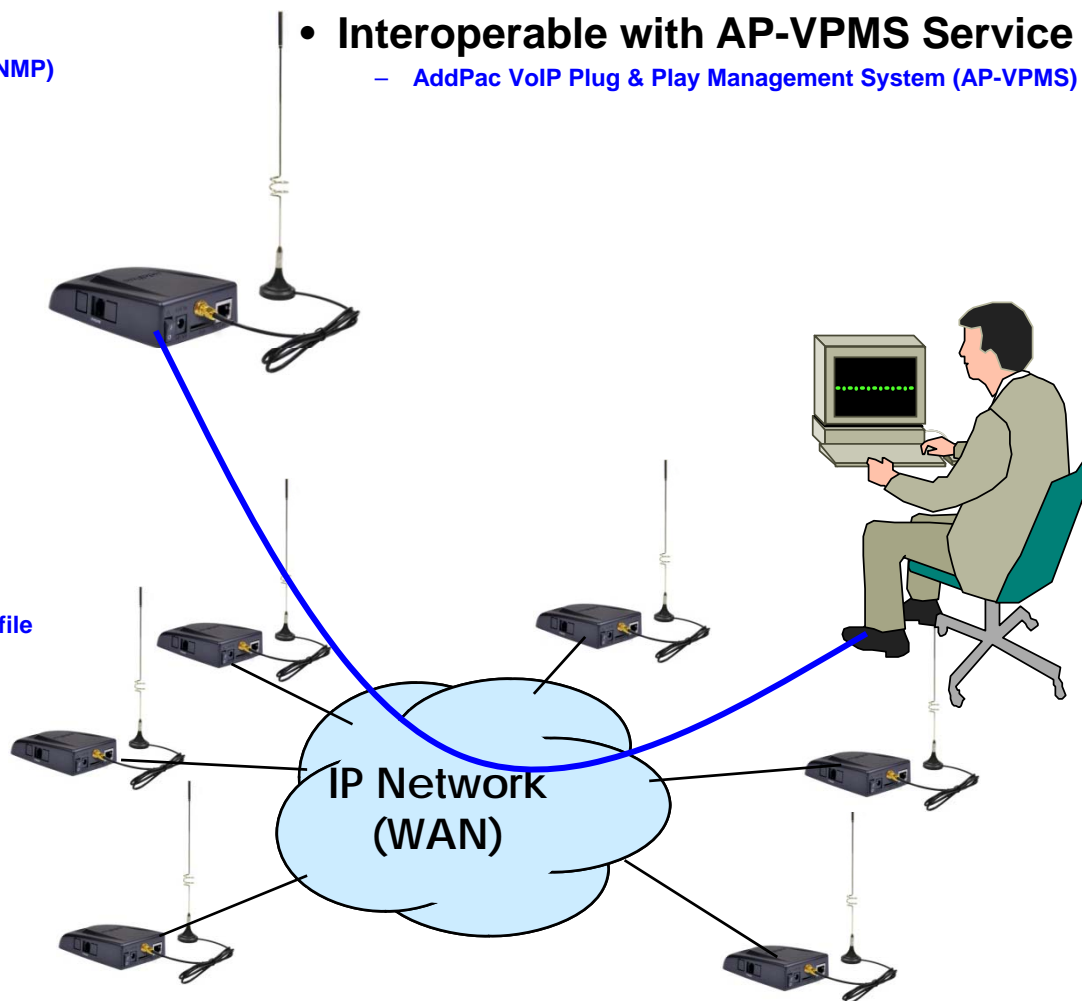 • Interoperable with AP-VPMS Service
– AddPac VoIP Plug & Play Management System (AP-VPMS)
NMP)
file
IP Network
(WAN)